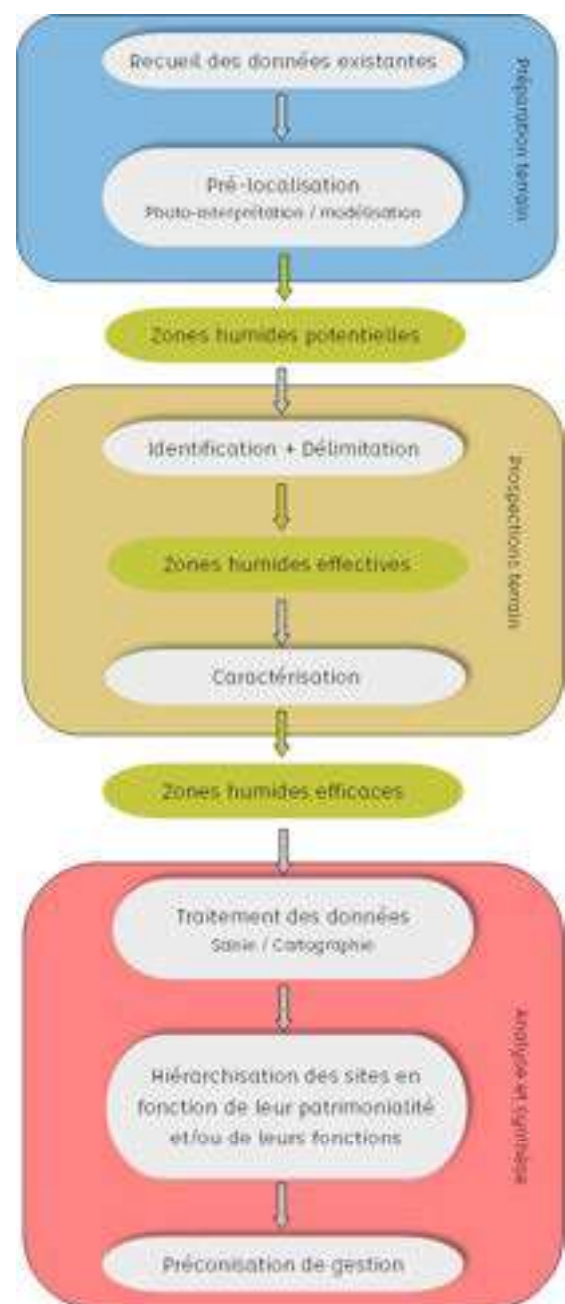 Recueil des données existantes
Pré-localisation
Photo-interprétation / modélisation
Préparation terrain
Zones humides potentielles
Identification + Délimitation
Zones humides effectives
Caractérisation
Prospections terrain
Zones humides efficaces
Traitement des données
Saisie / Cartographie
Hiérarchisation des sites en
fonction de leur patrimonialité
et/ou de leurs fonctions
Préconisation de gestion
Analyse et synthèse